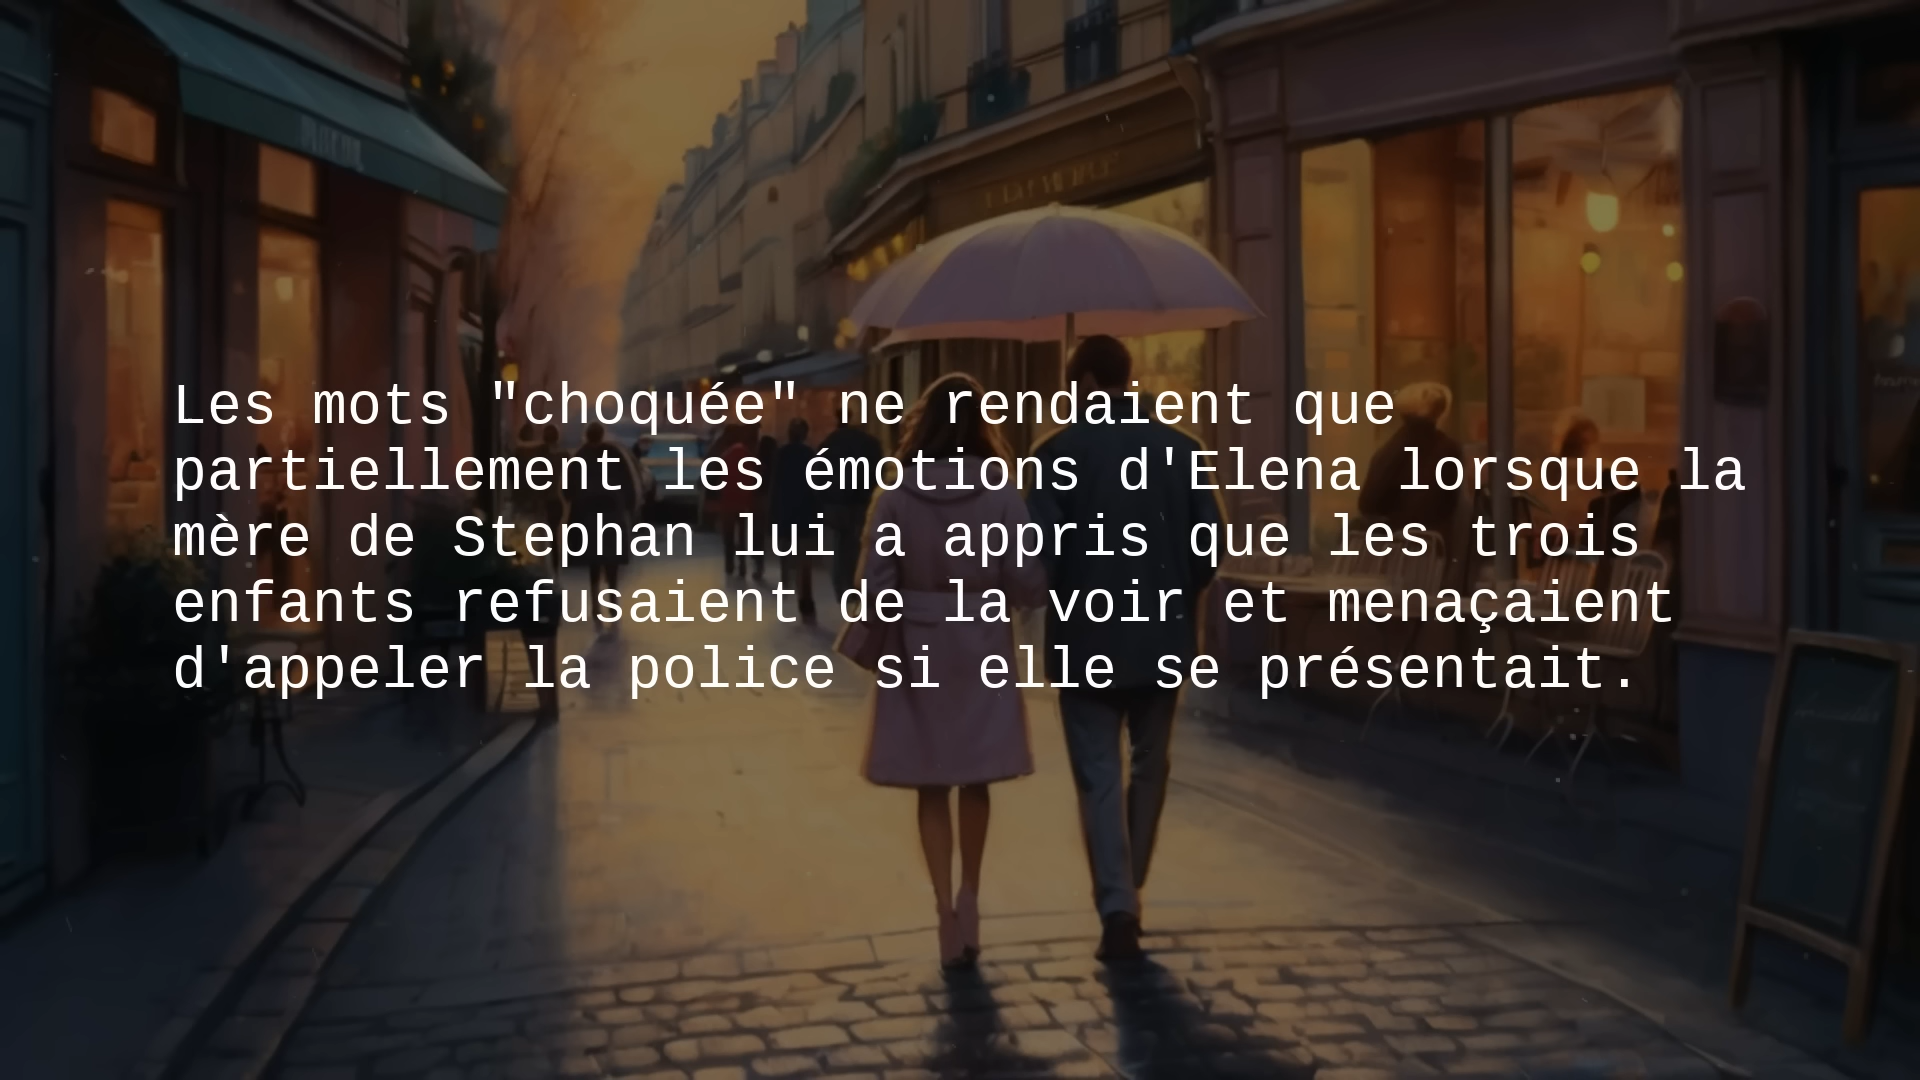 Les mots "choquée" ne rendaient que
partiellement les émotions d'Elena lorsque la
mère de Stephan lui a appris que les trois
enfants refusaient de la voir et menaçaient
d'appeler la police si elle se présentait.